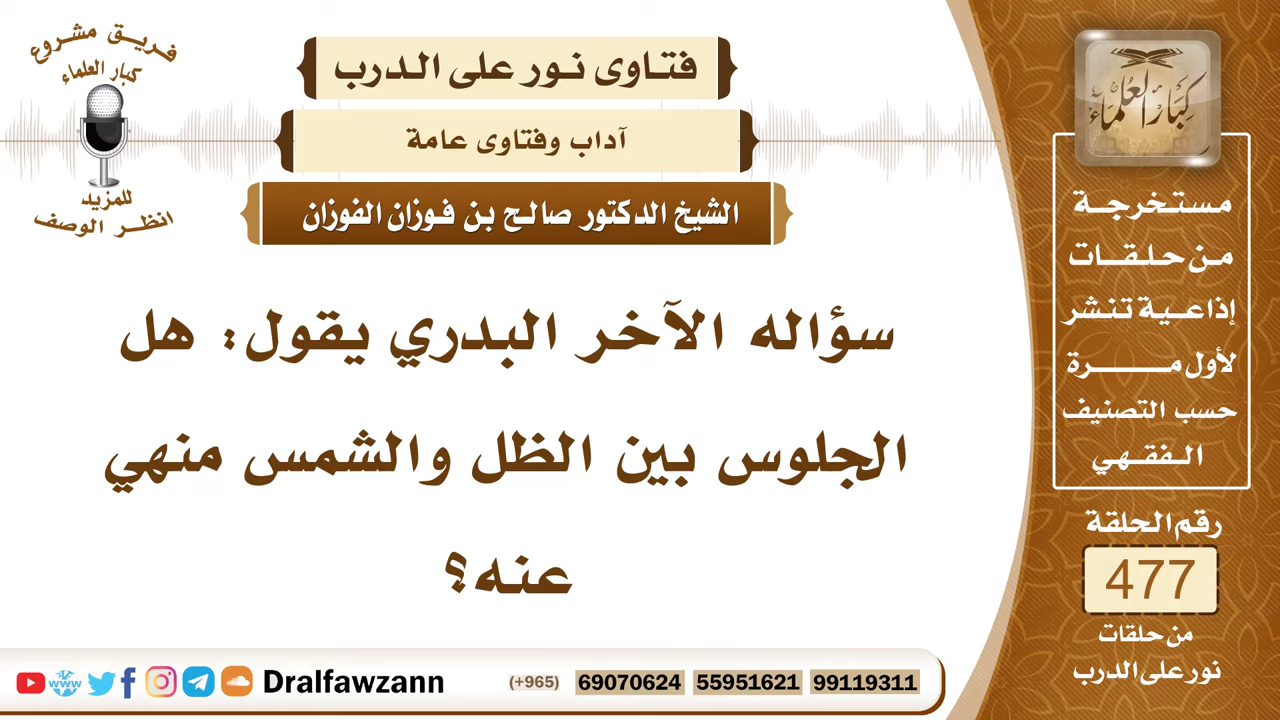 فريق مشروع
كبار العلماء
للمزيد
انظر الوصف
فتاوى نور على الدرب
آداب وفتاوى عامة
الشيخ الدكتور صالح بن فوزان الفوزان
سؤاله الآخر البدري يقول: هل
الجلوس بين الظل والشمس منهي
عنه؟
كبار العلماء
مستخرجة
من حلقات
إذاعية تنشر
لأول مرة
حسب التصنيف
الفقهي
رقم الحلقة
477
من حلقات
نور على الدرب
www Dralfawzann (+965) 69070624 55951621 99119311